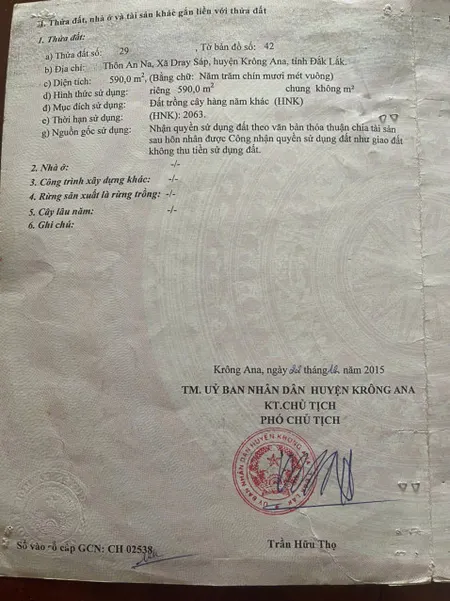 II. Thửa đất, nhà ở và tài sản khác gắn liền với thửa đất
1. Thửa đất:
a) Thửa đất số: 29 , Tờ bản đồ số: 42
b) Địa chỉ: Thôn An Na, Xã Dray Sáp, huyện Krông Ana, tỉnh Đắk Lắk.
c) Diện tích: 590,0 m², (Bằng chữ: Năm trăm chín mươi mét vuông)
d) Hình thức sử dụng: riêng 590,0 m² chung không m²
đ) Mục đích sử dụng: Đất trồng cây hàng năm khác (HNK)
e) Thời hạn sử dụng: (HNK): 2063.
g) Nguồn gốc sử dụng: Nhận quyền sử dụng đất theo văn bản thỏa thuận chia tài sản
sau hôn nhân được Công nhận quyền sử dụng đất như giao đất
không thu tiền sử dụng đất.
2. Nhà ở: -/-
3. Công trình xây dựng khác: -/-
4. Rừng sản xuất là rừng trồng: -/-
5. Cây lâu năm: -/-
6. Ghi chú:
Krông Ana, ngày tháng năm 2015
TM. UỶ BAN NHÂN DÂN HUYỆN KRÔNG ANA
KT.CHỦ TỊCH
PHÓ CHỦ TỊCH
ỦY BAN NHÂN DÂN HUYỆN KRÔNG ANA
Số vào sổ cấp GCN: CH 02538
Trần Hữu Thọ